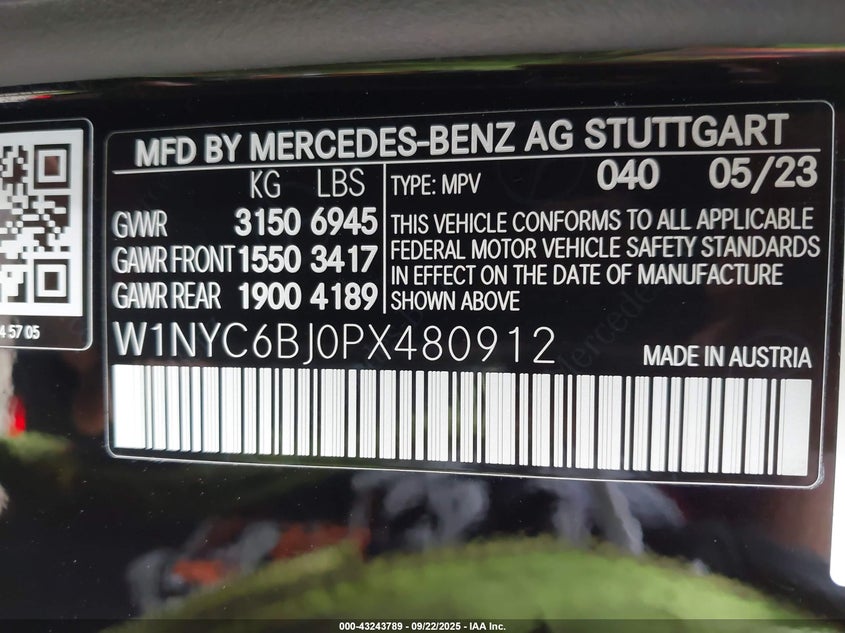 MFD BY MERCEDES-BENZ AG STUTTGART
KG LBS
GVWR 3150 6945
GAWR FRONT 1550 3417
GAWR REAR 1900 4189
TYPE: MPV 040 05/23
THIS VEHICLE CONFORMS TO ALL APPLICABLE
FEDERAL MOTOR VEHICLE SAFETY STANDARDS
IN EFFECT ON THE DATE OF MANUFACTURE
SHOWN ABOVE
4 57 05
W1NYC6BJ0PX480912
MADE IN AUSTRIA
000-43243789 - 09/22/2025 - IAA Inc.